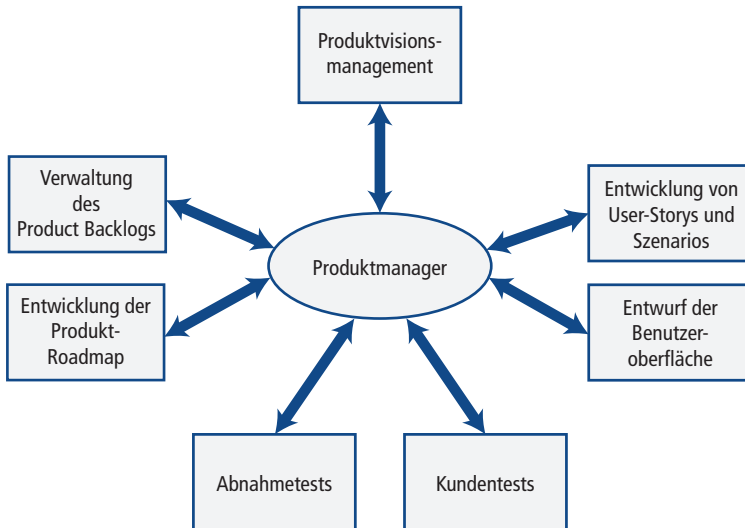 Produktvisions-
management
Verwaltung
des
Product Backlogs
Entwicklung von
User-Storys und
Szenarios
Produktmanager
Entwicklung der
Produkt-
Roadmap
Entwurf der
Benutzer-
oberfläche
Abnahmetests
Kundentests